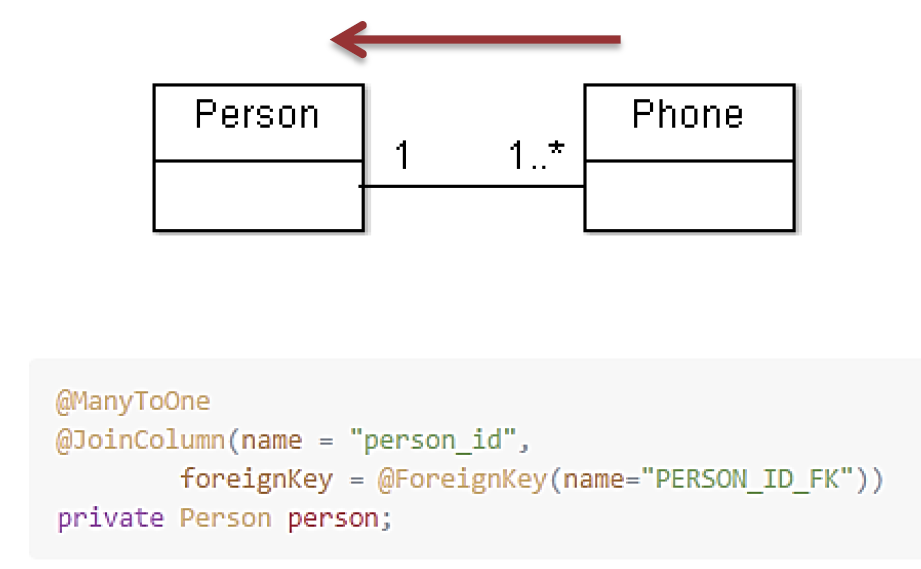 Person
Phone
1
1..*
@ManyToOne
@JoinColumn(name = "person_id",
        foreignKey = @ForeignKey(name="PERSON_ID_FK"))
private Person person;